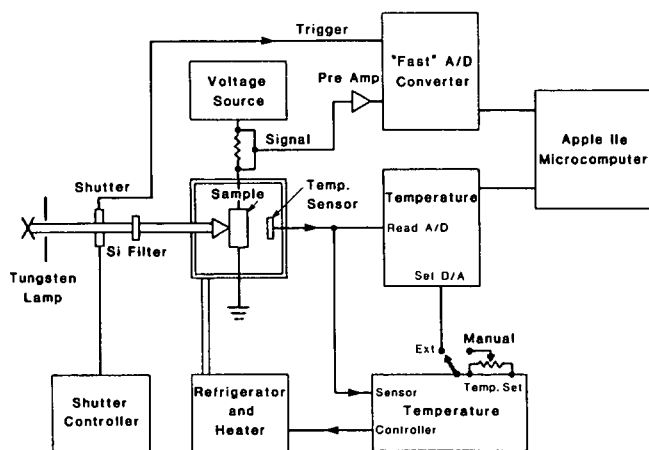 Trigger
"Fast" A/D
Converter
Voltage
Source
Pre Amp
Signal
Apple IIe
Microcomputer
Shutter
Sample
Temp.
Sensor
Temperature
Read A/D
Si Filter
Tungsten
Lamp
Set D/A
Manual
Ext
Temp. Set
Shutter
Controller
Refrigerator
and
Heater
Sensor
Temperature
Controller